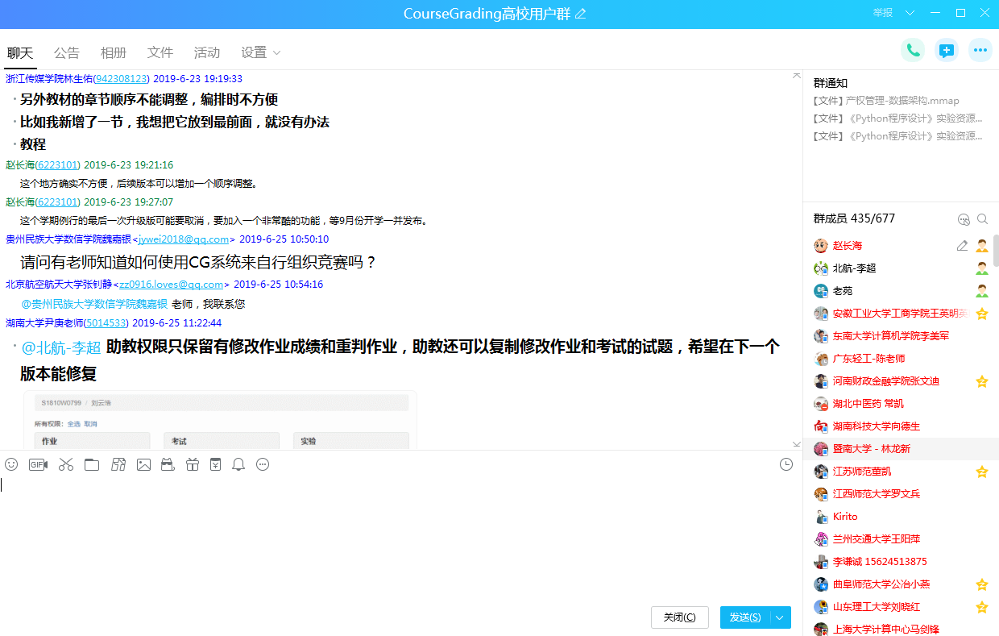 CourseGrading高校用户群
举报
聊天 公告 相册 文件 活动 设置
浙江传媒学院林生佑(942308123) 2019-6-23 19:19:33
另外教材的章节顺序不能调整，编排时不方便
比如我新增了一节，我想把它放到最前面，就没有办法
教程
赵长海(6223101) 2019-6-23 19:21:16
这个地方确实不方便，后续版本可以增加一个顺序调整。
赵长海(6223101) 2019-6-23 19:27:07
这个学期例行的最后一次升级版可能要取消，要加入一个非常酷的功能，等9月份开学一并发布。
贵州民族大学数信学院魏嘉银<jywei2018@qq.com> 2019-6-25 10:50:10
请问有老师知道如何使用CG系统来自行组织竞赛吗？
北京航空航天大学张钊静<zz0916.loves@qq.com> 2019-6-25 10:54:16
@贵州民族大学数信学院魏嘉银 老师，我联系您
湖南大学尹庚老师(5014533) 2019-6-25 11:22:44
@北航-李超 助教权限只保留有修改作业成绩和重判作业，助教还可以复制修改作业和考试的试题，希望在下一个
版本能修复
S1810W0799 / 刘云浩
所有权限: 全选 取消
作业 考试 实验
GIF
关闭(C) 发送(S)
群通知
【文件】产权管理-数据架构.mmap
【文件】《Python程序设计》实验资源...
【文件】《Python程序设计》实验资源...
群成员 435/677
赵长海
北航-李超
老苑
安徽工业大学工商学院王英明英
东南大学计算机学院李美军
广东轻工-陈老师
河南财政金融学院张文迪
湖北中医药 常凯
湖南科技大学向德生
暨南大学 - 林龙新
江苏师范董凯
江西师范大学罗文兵
Kirito
兰州交通大学王阳萍
李谦诚 15624513875
曲阜师范大学公冶小燕
山东理工大学刘晓红
上海大学计算中心马剑锋